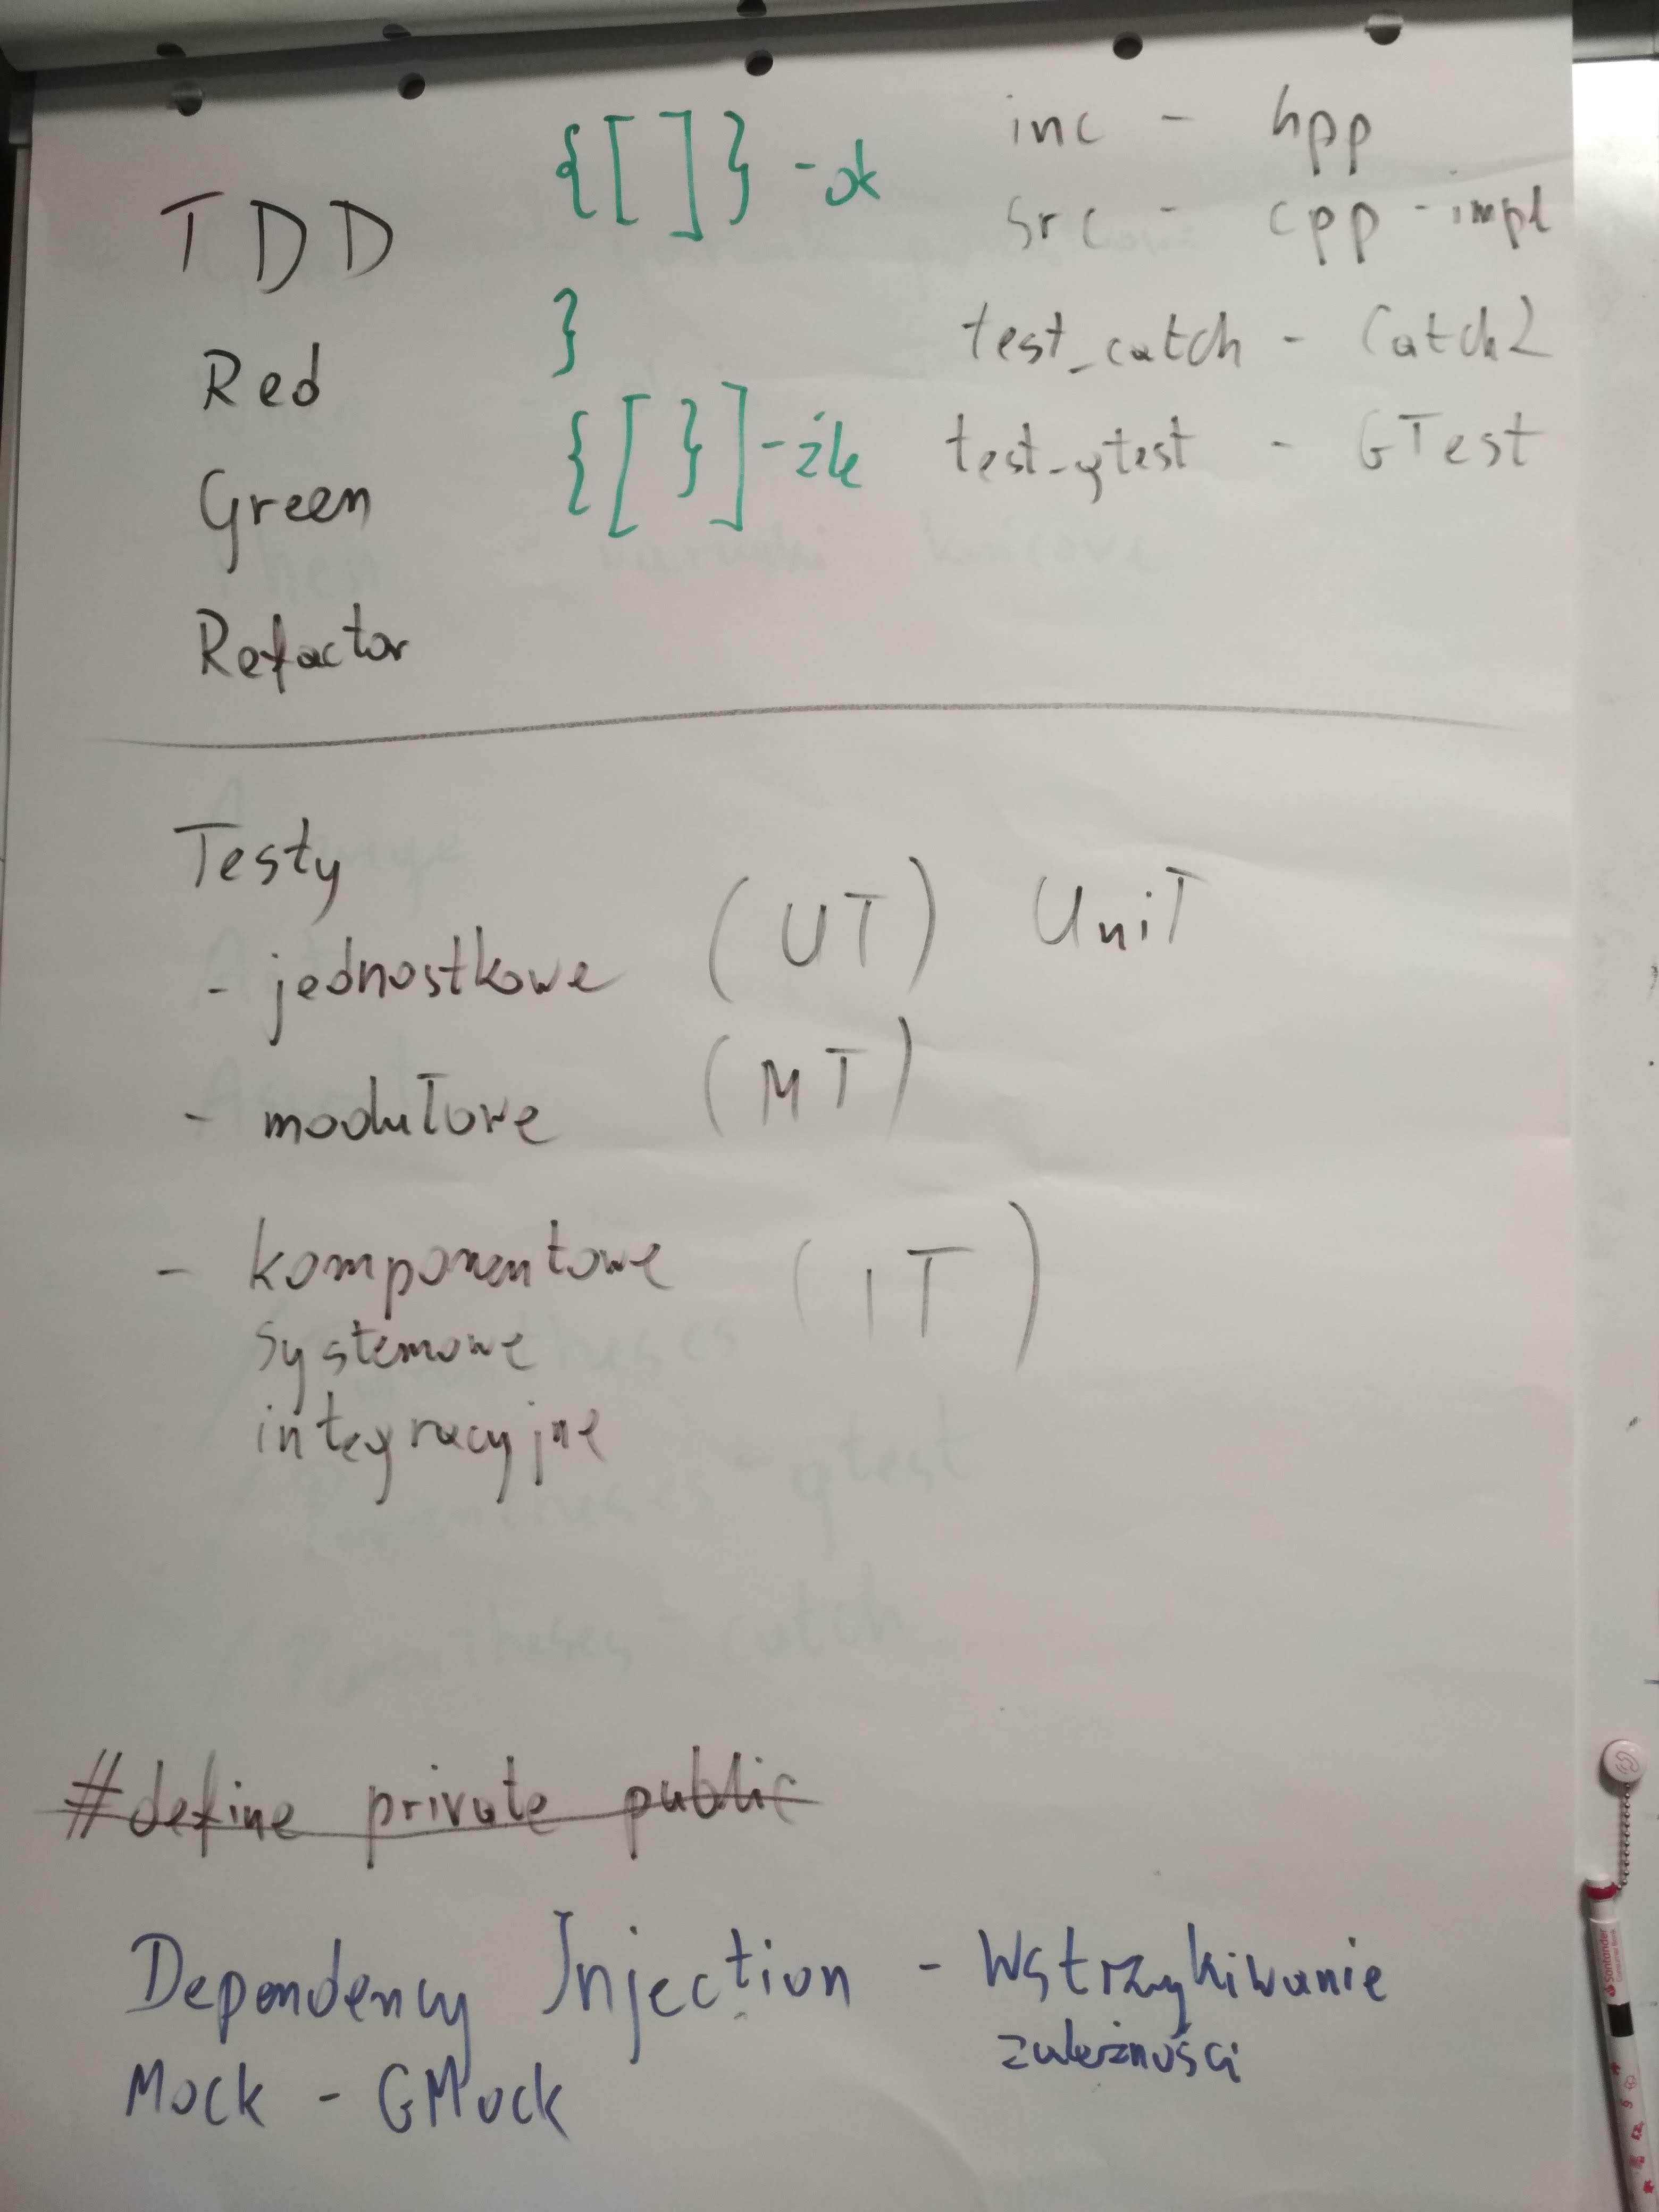 TDD
Red
Green
Refactor
{[]} - ok
}
{[}] - źle
inc - hpp
src - cpp - impl
test_catch - Catch2
test_gtest - GTest
Testy
- jednostkowe (UT) UniT
- modułowe (MT)
- komponentowe (IT)
systemowe
integracyjne
#define private public
Dependency Injection - Wstrzykiwanie
zależności
Mock - GMock
Santander